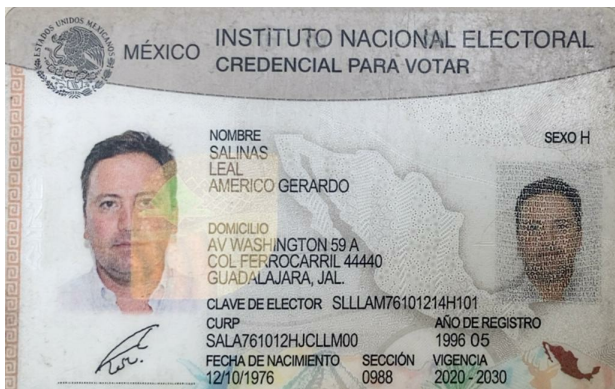 ESTADOS UNIDOS MEXICANOS
MÉXICO INSTITUTO NACIONAL ELECTORAL
CREDENCIAL PARA VOTAR
NOMBRE SEXO H
SALINAS
LEAL
AMERICO GERARDO
DOMICILIO
AV WASHINGTON 59 A
COL FERROCARRIL 44440
GUADALAJARA, JAL.
CLAVE DE ELECTOR SLLLAM76101214H101
CURP AÑO DE REGISTRO
SALA761012HJCLLM00 1996 05
FECHA DE NACIMIENTO SECCIÓN VIGENCIA
12/10/1976 0988 2020 - 2030